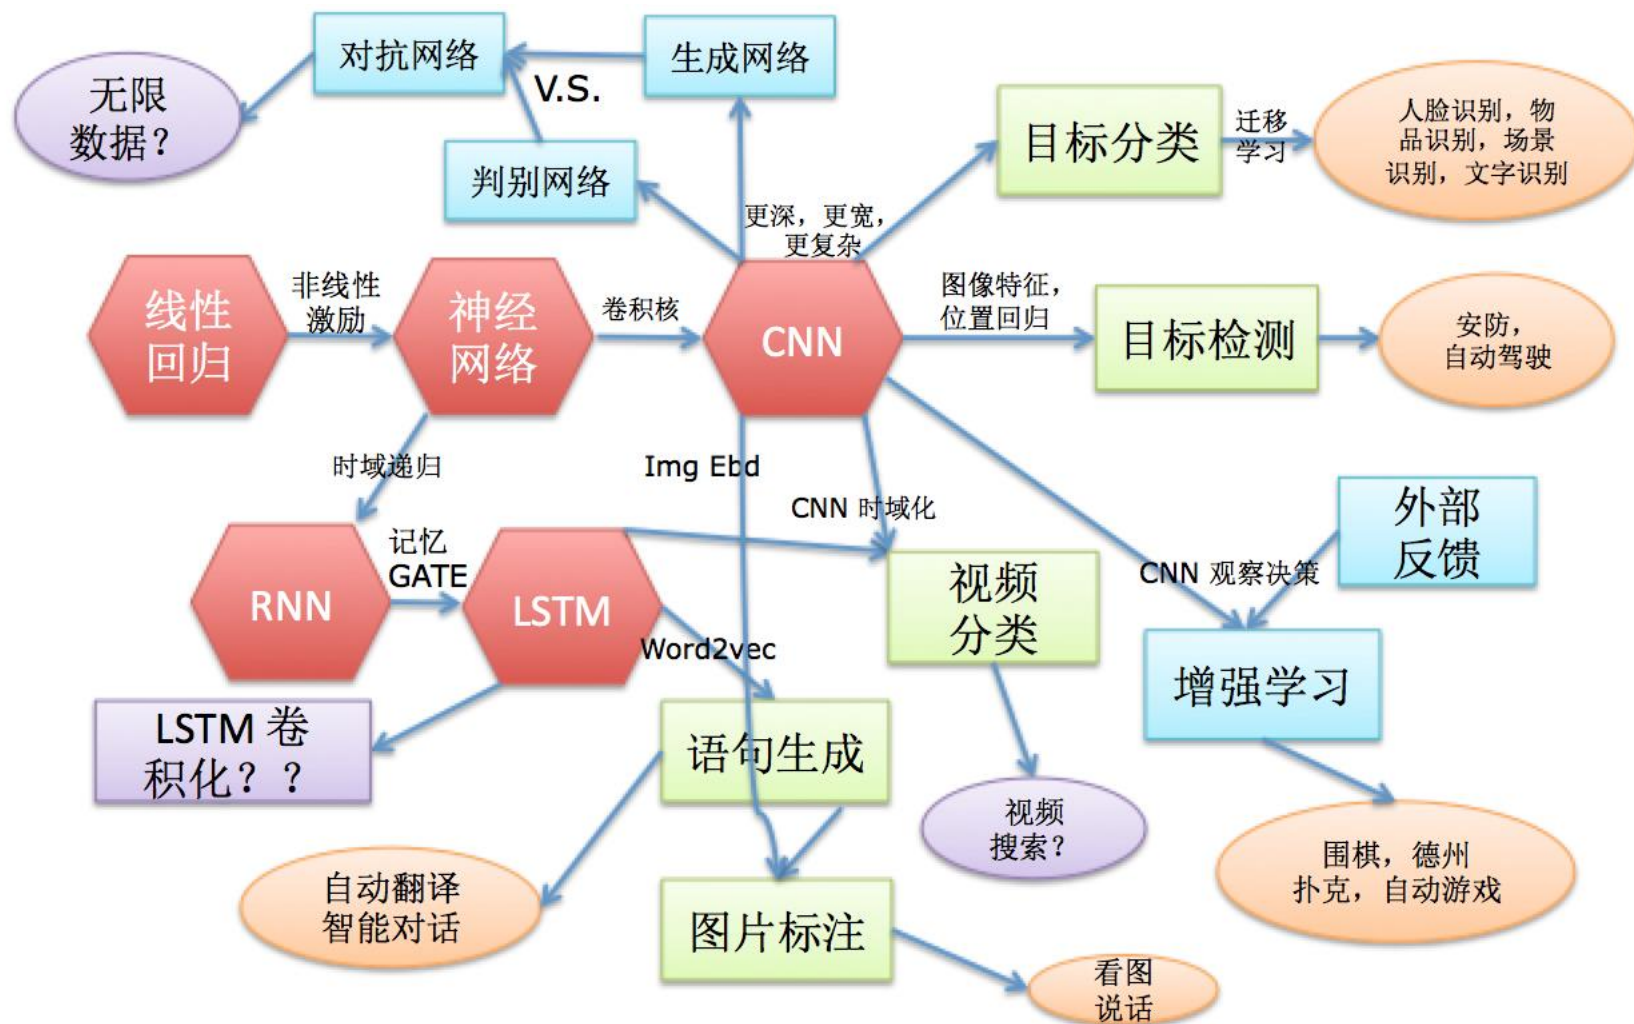 对抗网络
生成网络
V.S.
无限
数据？
判别网络
目标分类
迁移
学习
人脸识别，物
品识别，场景
识别，文字识别
更深，更宽，
更复杂
线性
回归
非线性
激励
神经
网络
卷积核
CNN
图像特征，
位置回归
目标检测
安防，
自动驾驶
时域递归
Img Ebd
CNN 时域化
外部
反馈
RNN
记忆
GATE
LSTM
视频
分类
CNN 观察决策
Word2vec
增强学习
LSTM 卷
积化？？
语句生成
视频
搜索？
围棋，德州
扑克，自动游戏
自动翻译
智能对话
图片标注
看图
说话